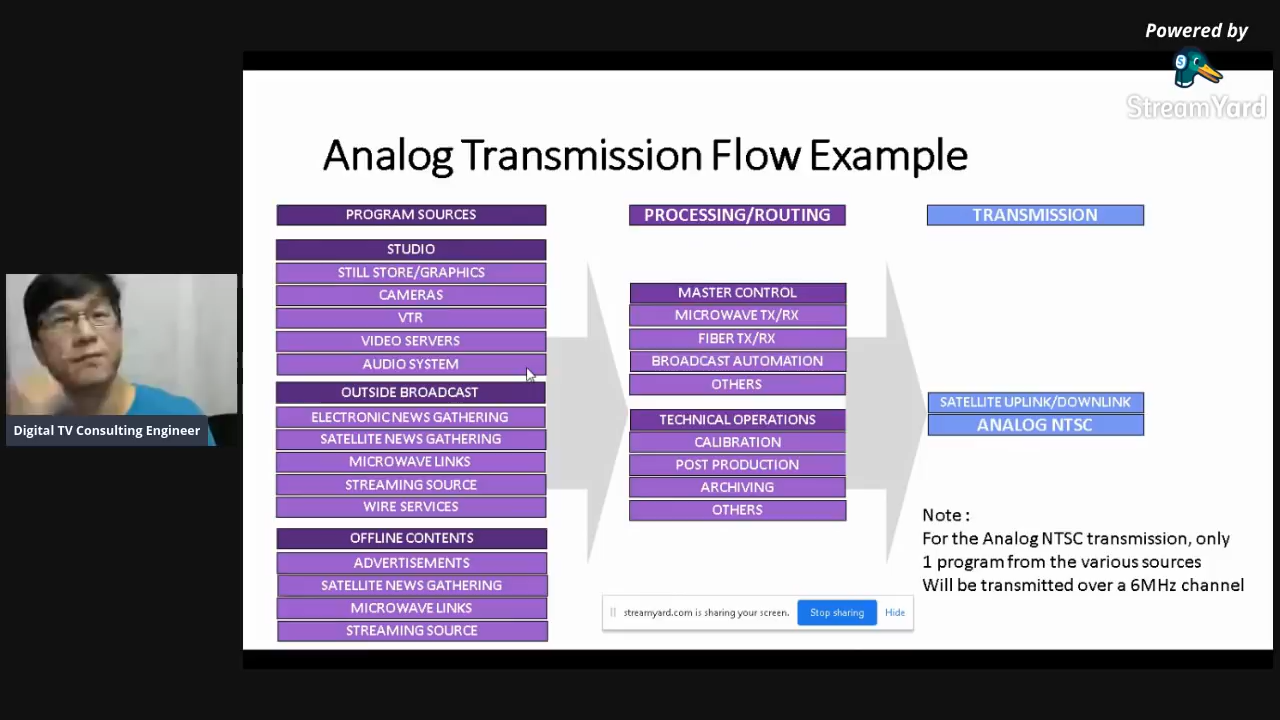 Powered by
StreamYard
Analog Transmission Flow Example
PROGRAM SOURCES
STUDIO
STILL STORE/GRAPHICS
CAMERAS
VTR
VIDEO SERVERS
AUDIO SYSTEM
OUTSIDE BROADCAST
ELECTRONIC NEWS GATHERING
SATELLITE NEWS GATHERING
MICROWAVE LINKS
STREAMING SOURCE
WIRE SERVICES
OFFLINE CONTENTS
ADVERTISEMENTS
SATELLITE NEWS GATHERING
MICROWAVE LINKS
STREAMING SOURCE
PROCESSING/ROUTING
MASTER CONTROL
MICROWAVE TX/RX
FIBER TX/RX
BROADCAST AUTOMATION
OTHERS
TECHNICAL OPERATIONS
CALIBRATION
POST PRODUCTION
ARCHIVING
OTHERS
TRANSMISSION
SATELLITE UPLINK/DOWNLINK
ANALOG NTSC
Note :
For the Analog NTSC transmission, only
1 program from the various sources
Will be transmitted over a 6MHz channel
streamyard.com is sharing your screen.
Stop sharing
Hide
Digital TV Consulting Engineer